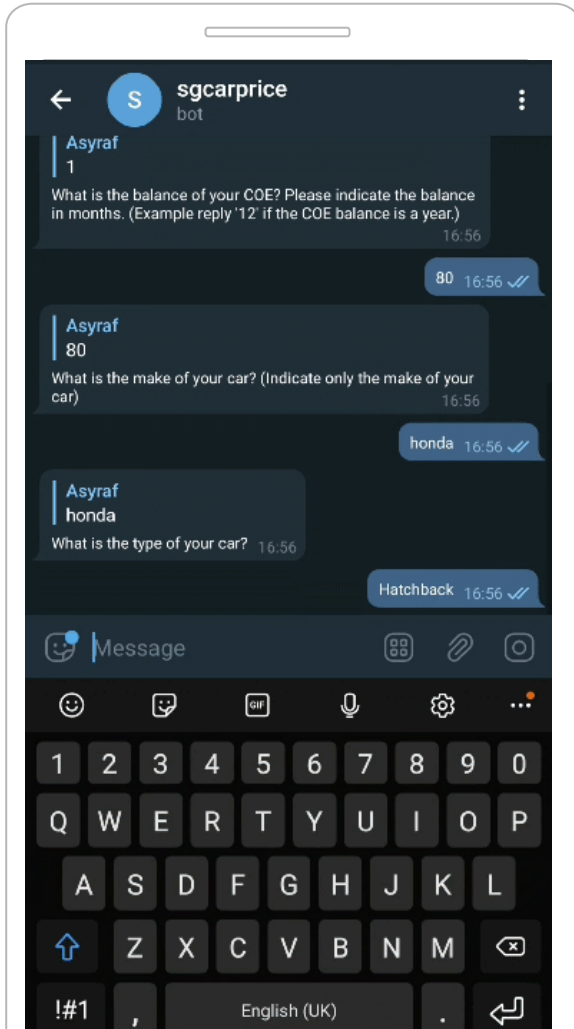 S
sgcarprice
bot
Asyraf
1
What is the balance of your COE? Please indicate the balance
in months. (Example reply '12' if the COE balance is a year.)
16:56
80 16:56
Asyraf
80
What is the make of your car? (Indicate only the make of your
car)
16:56
honda 16:56
Asyraf
honda
What is the type of your car? 16:56
Hatchback 16:56
Message
GIF
1 2 3 4 5 6 7 8 9 0
Q W E R T Y U I O P
A S D F G H J K L
Z X C V B N M
!#1 , English (UK) .